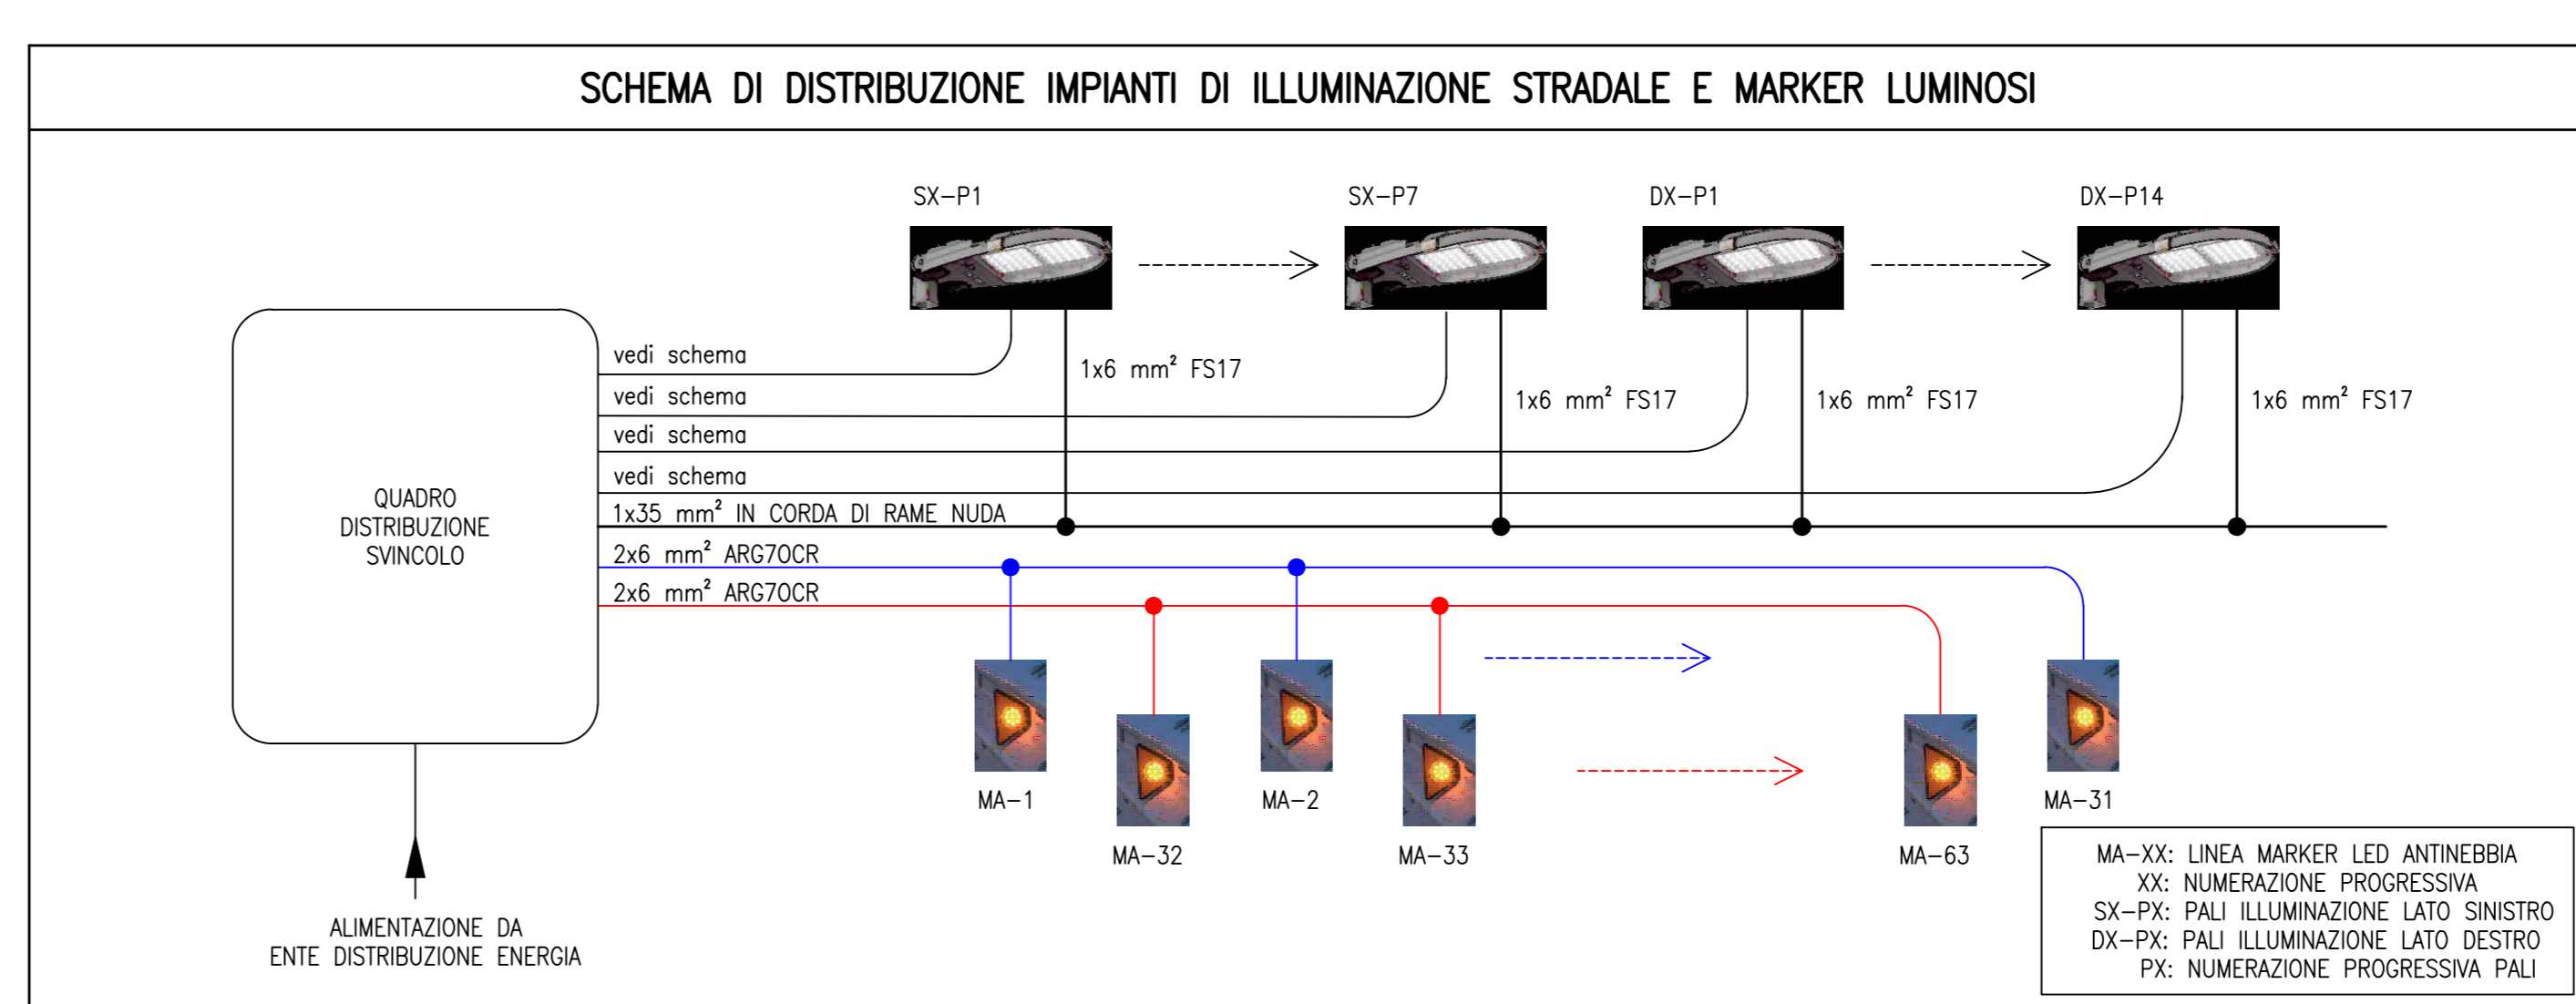 SCHEMA DI DISTRIBUZIONE IMPIANTI DI ILLUMINAZIONE STRADALE E MARKER LUMINOSI
SX-P1
SX-P7
DX-P1
DX-P14
vedi schema
1x6 mm² FS17
vedi schema
1x6 mm² FS17
1x6 mm² FS17
1x6 mm² FS17
vedi schema
vedi schema
QUADRO
DISTRIBUZIONE
SVINCOLO
1x35 mm² IN CORDA DI RAME NUDA
2x6 mm² ARG7OCR
2x6 mm² ARG7OCR
MA-1
MA-2
MA-31
MA-32
MA-33
MA-63
ALIMENTAZIONE DA
ENTE DISTRIBUZIONE ENERGIA
MA-XX: LINEA MARKER LED ANTINEBBIA
XX: NUMERAZIONE PROGRESSIVA
SX-PX: PALI ILLUMINAZIONE LATO SINISTRO
DX-PX: PALI ILLUMINAZIONE LATO DESTRO
PX: NUMERAZIONE PROGRESSIVA PALI